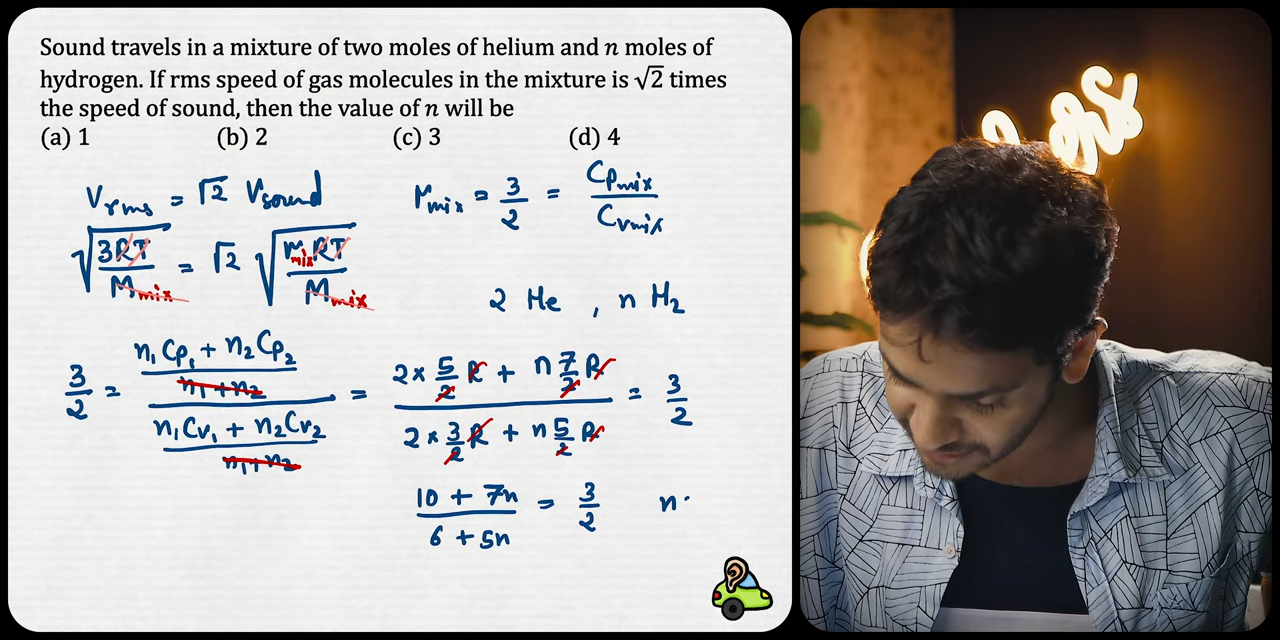 Sound travels in a mixture of two moles of helium and n moles of
hydrogen. If rms speed of gas molecules in the mixture is √2 times
the speed of sound, then the value of n will be
(a) 1 (b) 2 (c) 3 (d) 4
Vrms = √2 Vsound
γmix = 3/2 = CPmix/Cvmix
√(3RT/Mmix) = √2 √(γmixRT/Mmix)
2 He , n H₂
3/2 = ((n₁Cp₁ + n₂Cp₂)/(n₁+n₂))/((n₁Cv₁ + n₂Cv₂)/(n₁+n₂)) = (2 × 5/2 R + n 7/2 R)/(2 × 3/2 R + n 5/2 R) = 3/2
(10 + 7n)/(6 + 5n) = 3/2 n